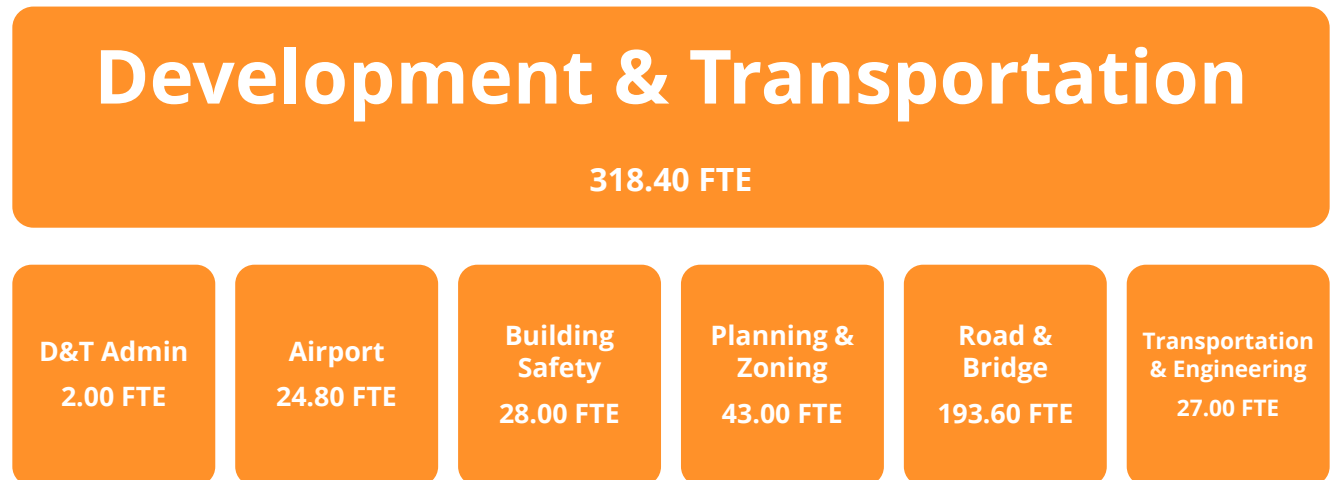 Development & Transportation
318.40 FTE
D&T Admin
2.00 FTE
Airport
24.80 FTE
Building
Safety
28.00 FTE
Planning &
Zoning
43.00 FTE
Road &
Bridge
193.60 FTE
Transportation
& Engineering
27.00 FTE